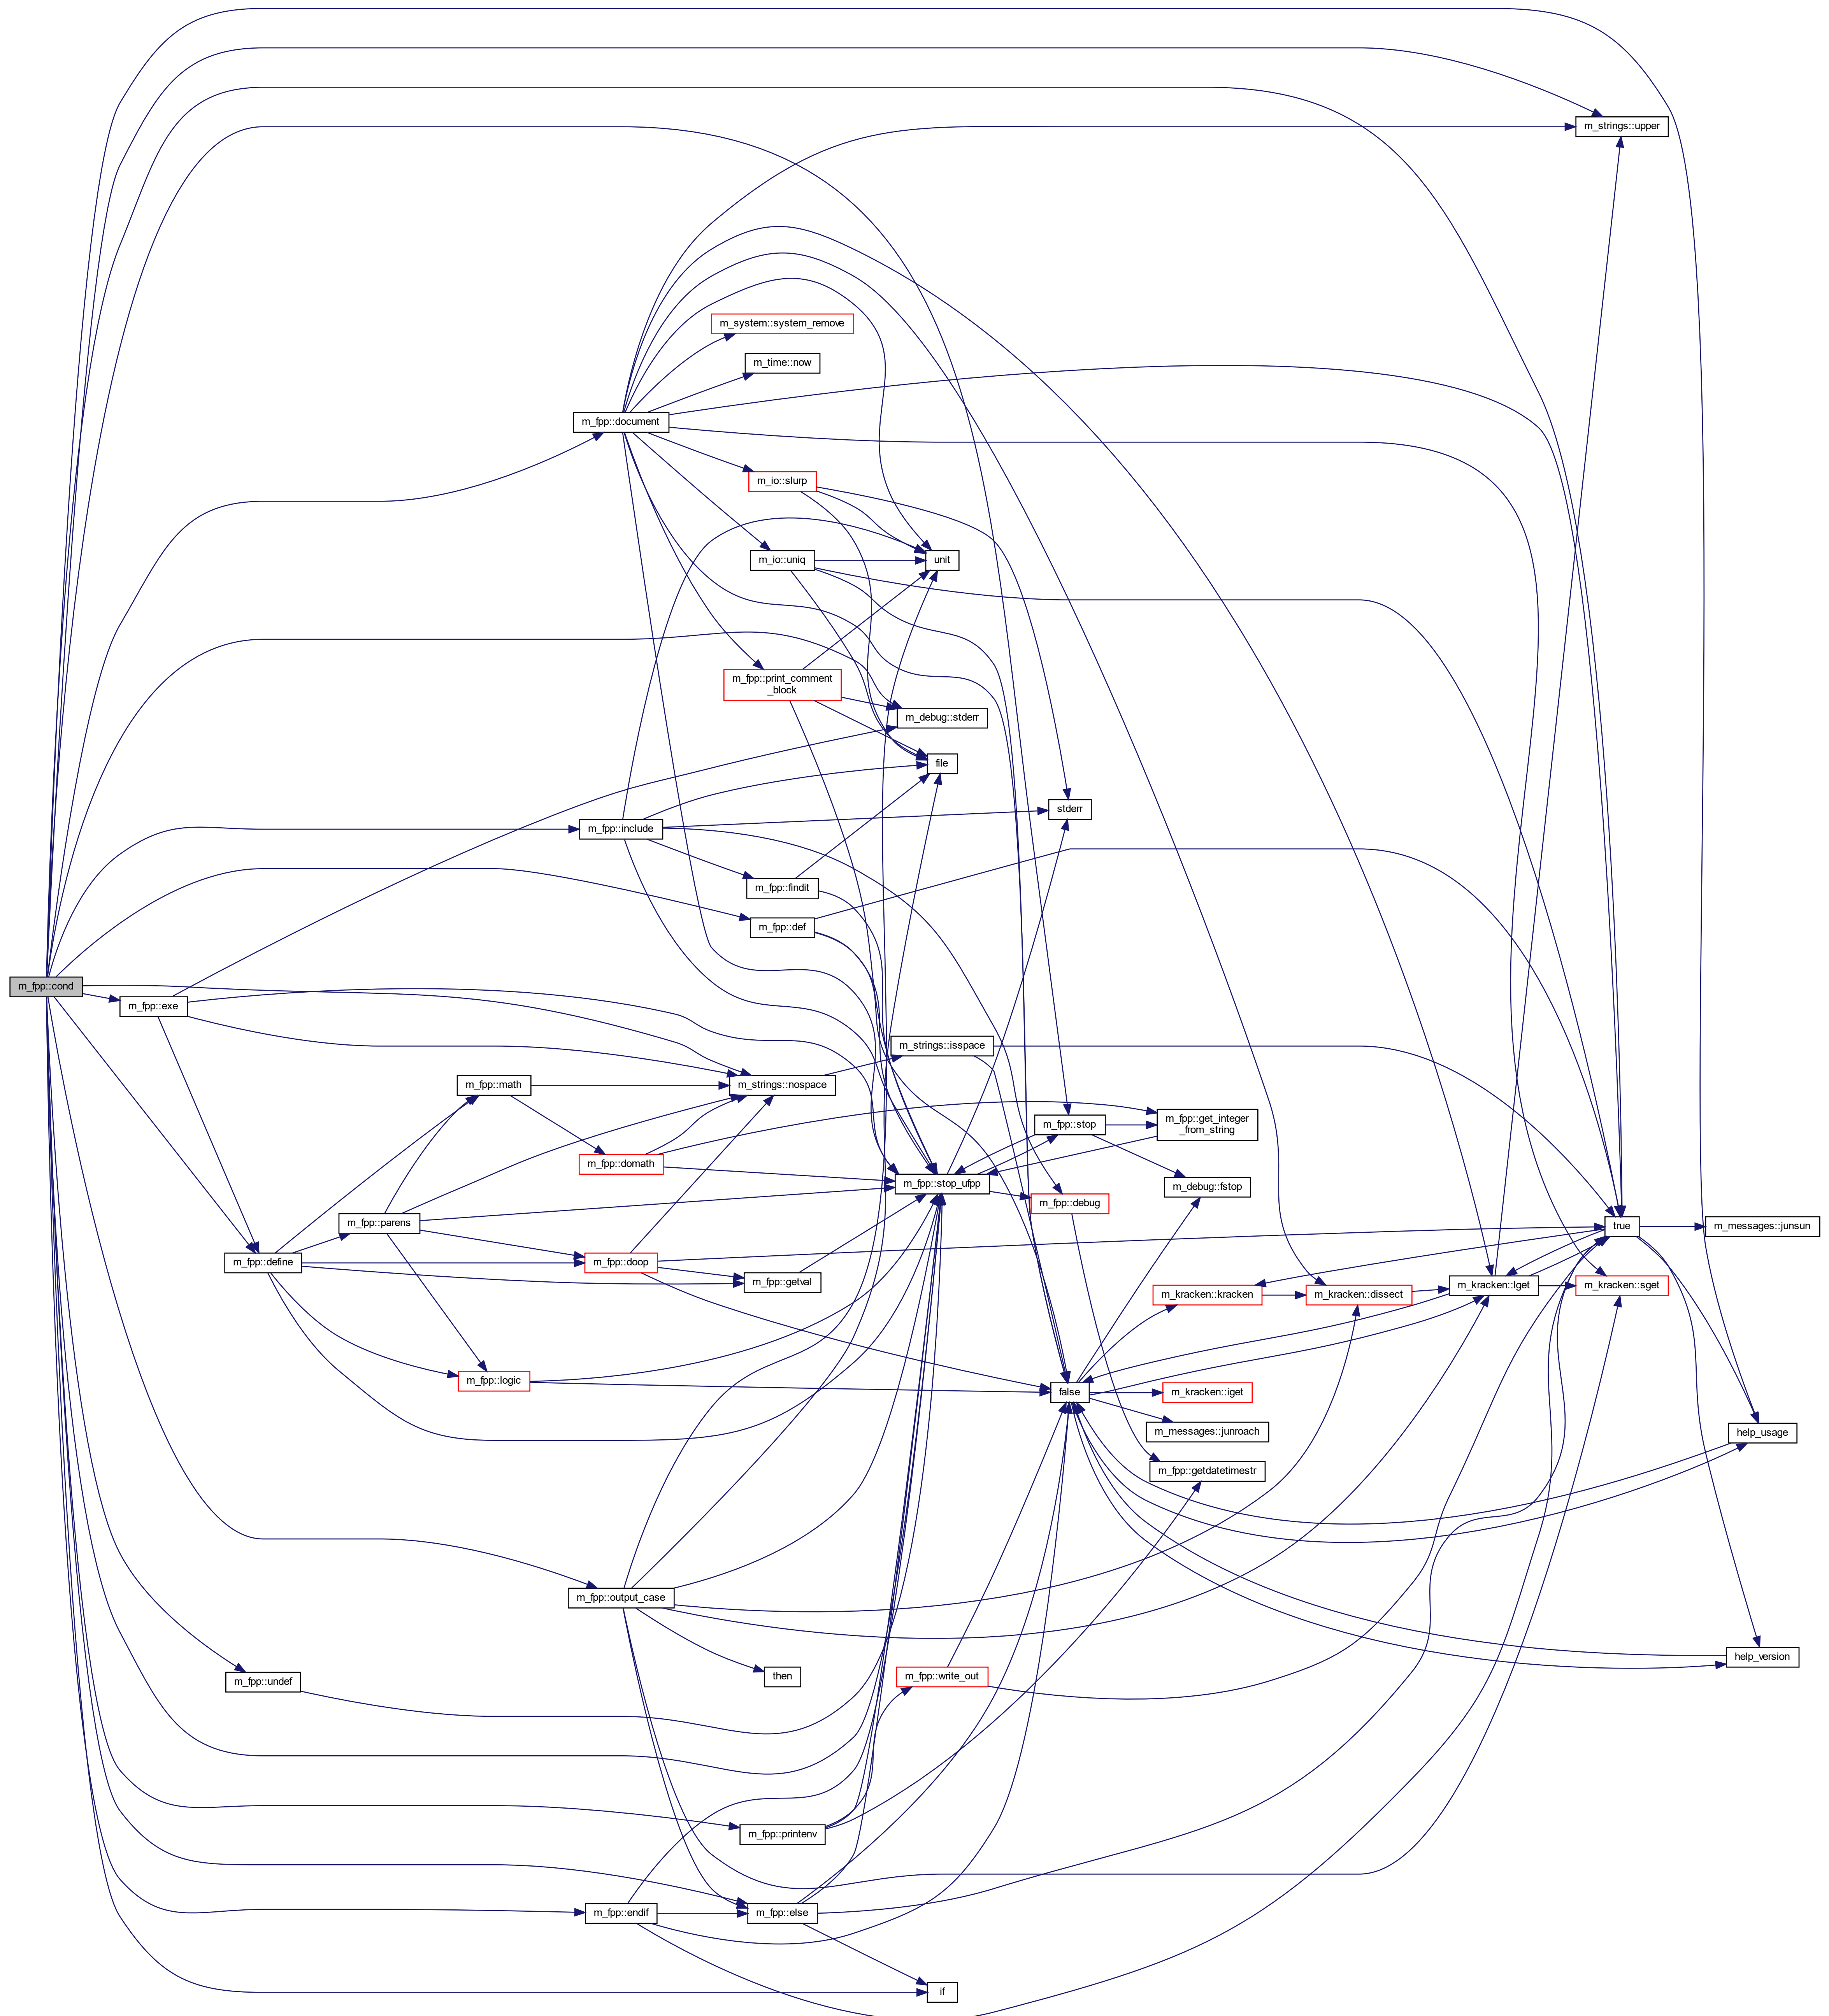 m_strings::upper
m_system::system_remove
m_time::now
m_fpp::document
m_io::slurp
m_io::uniq
unit
m_fpp::print_comment
_block
m_debug::stderr
file
stderr
m_fpp::include
m_fpp::findit
m_fpp::def
m_fpp::cond
m_fpp::exe
m_strings::isspace
m_fpp::math
m_strings::nospace
m_fpp::stop
m_fpp::get_integer
_from_string
m_fpp::domath
m_fpp::stop_ufpp
m_debug::fstop
m_fpp::debug
m_fpp::parens
true
m_messages::junsun
m_fpp::define
m_fpp::doop
m_fpp::getval
m_kracken::kracken
m_kracken::dissect
m_kracken::lget
m_kracken::sget
m_fpp::logic
false
m_kracken::iget
m_messages::junroach
help_usage
m_fpp::getdatetimestr
m_fpp::output_case
help_version
then
m_fpp::undef
m_fpp::write_out
m_fpp::printenv
m_fpp::endif
m_fpp::else
if